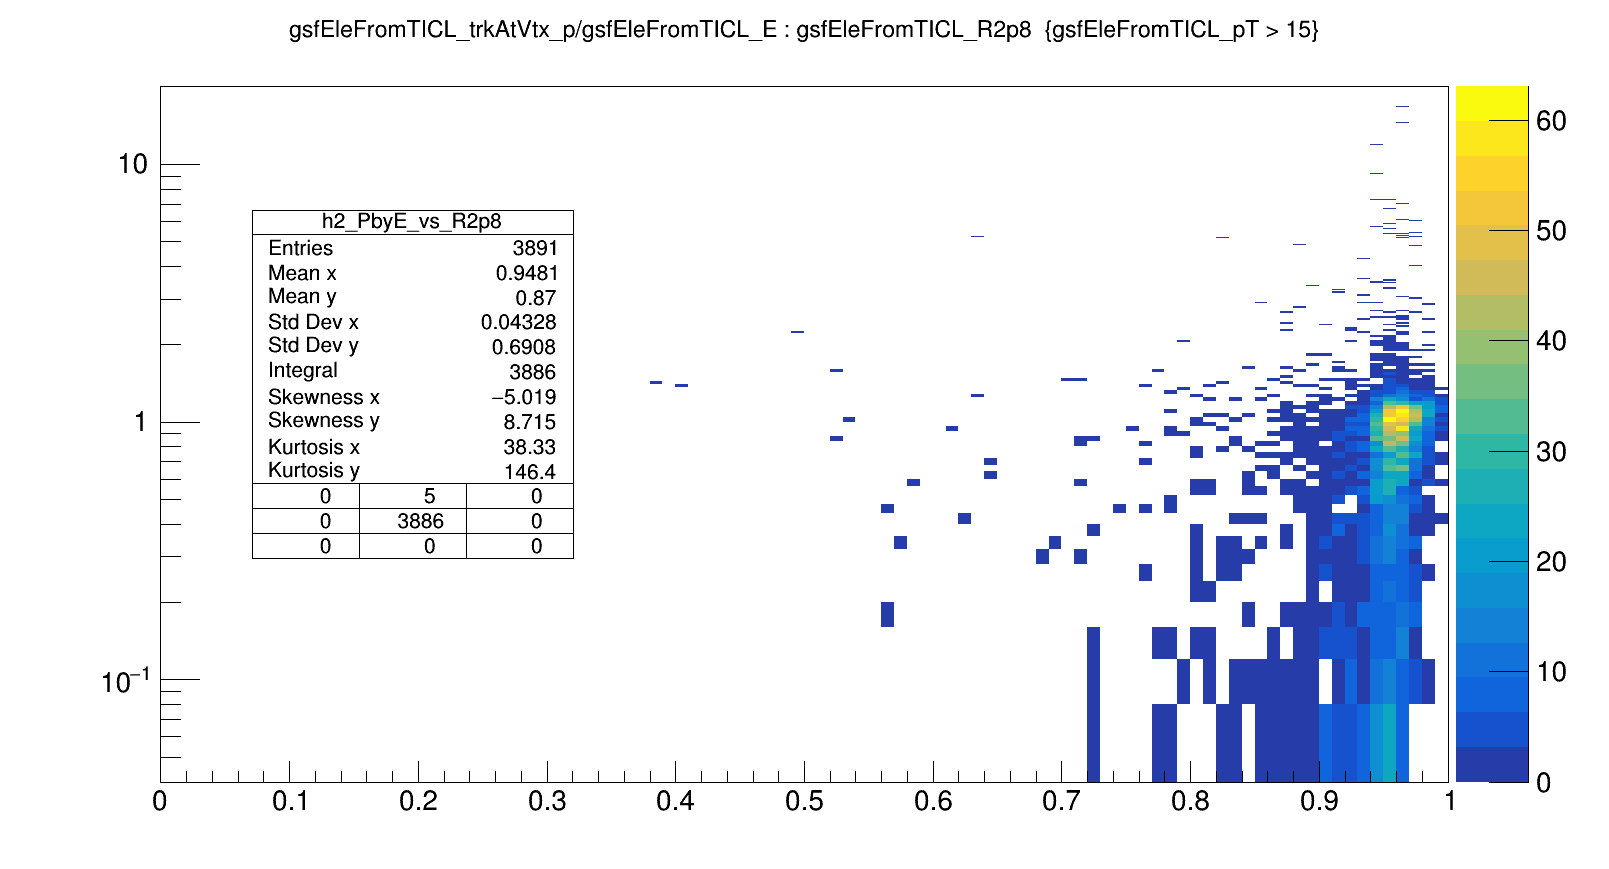 gsfEleFromTICL_trkAtVtx_p/gsfEleFromTICL_E : gsfEleFromTICL_R2p8 {gsfEleFromTICL_pT > 15}
10
1
10−1
h2_PbyE_vs_R2p8
Entries 3891
Mean x 0.9481
Mean y 0.87
Std Dev x 0.04328
Std Dev y 0.6908
Integral 3886
Skewness x −5.019
Skewness y 8.715
Kurtosis x 38.33
Kurtosis y 146.4
0 5 0
0 3886 0
0 0 0
60
50
40
30
20
10
0
0 0.1 0.2 0.3 0.4 0.5 0.6 0.7 0.8 0.9 1